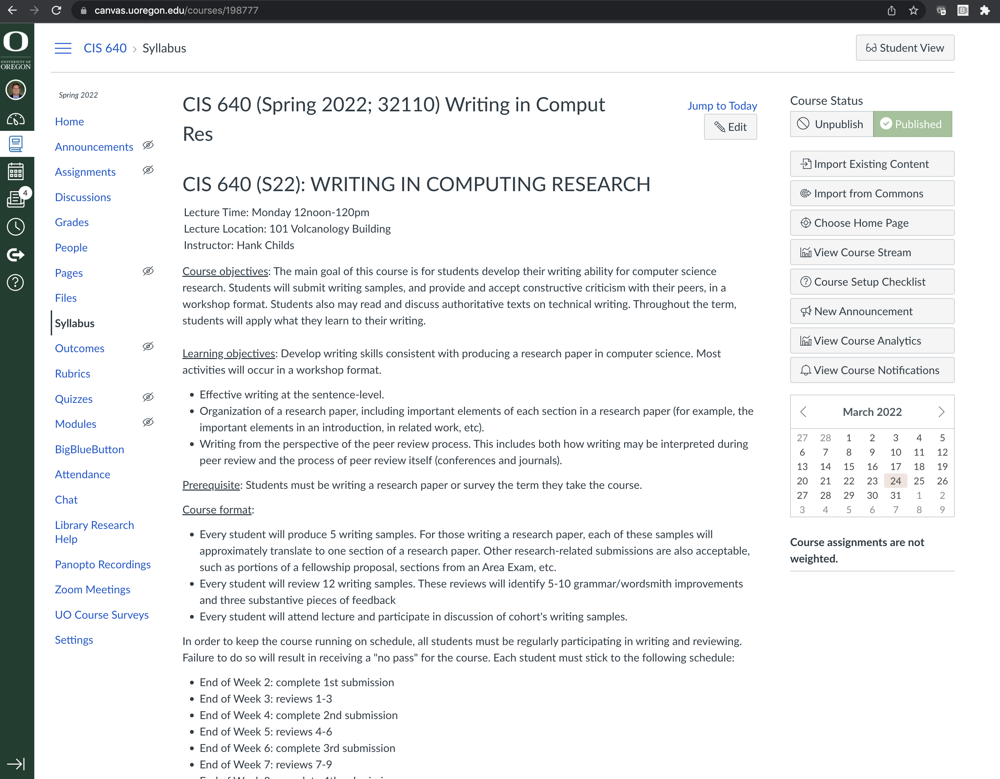 canvas.uoregon.edu/courses/198777
UNIVERSITY OF
OREGON
4
CIS 640 › Syllabus
Student View
Spring 2022
Home
Announcements
Assignments
Discussions
Grades
People
Pages
Files
Syllabus
Outcomes
Rubrics
Quizzes
Modules
BigBlueButton
Attendance
Chat
Library Research
Help
Panopto Recordings
Zoom Meetings
UO Course Surveys
Settings
CIS 640 (Spring 2022; 32110) Writing in Comput
Res
Jump to Today
Edit
CIS 640 (S22): WRITING IN COMPUTING RESEARCH
Lecture Time: Monday 12noon-120pm
Lecture Location: 101 Volcanology Building
Instructor: Hank Childs
Course objectives: The main goal of this course is for students develop their writing ability for computer science
research. Students will submit writing samples, and provide and accept constructive criticism with their peers, in a
workshop format. Students also may read and discuss authoritative texts on technical writing. Throughout the term,
students will apply what they learn to their writing.
Learning objectives: Develop writing skills consistent with producing a research paper in computer science. Most
activities will occur in a workshop format.
• Effective writing at the sentence-level.
• Organization of a research paper, including important elements of each section in a research paper (for example, the
important elements in an introduction, in related work, etc).
• Writing from the perspective of the peer review process. This includes both how writing may be interpreted during
peer review and the process of peer review itself (conferences and journals).
Prerequisite: Students must be writing a research paper or survey the term they take the course.
Course format:
• Every student will produce 5 writing samples. For those writing a research paper, each of these samples will
approximately translate to one section of a research paper. Other research-related submissions are also acceptable,
such as portions of a fellowship proposal, sections from an Area Exam, etc.
• Every student will review 12 writing samples. These reviews will identify 5-10 grammar/wordsmith improvements
and three substantive pieces of feedback
• Every student will attend lecture and participate in discussion of cohort's writing samples.
In order to keep the course running on schedule, all students must be regularly participating in writing and reviewing.
Failure to do so will result in receiving a "no pass" for the course. Each student must stick to the following schedule:
• End of Week 2: complete 1st submission
• End of Week 3: reviews 1-3
• End of Week 4: complete 2nd submission
• End of Week 5: reviews 4-6
• End of Week 6: complete 3rd submission
• End of Week 7: reviews 7-9
Course Status
Unpublish
Published
Import Existing Content
Import from Commons
Choose Home Page
View Course Stream
Course Setup Checklist
New Announcement
View Course Analytics
View Course Notifications
March 2022
27 28 1 2 3 4 5
6 7 8 9 10 11 12
13 14 15 16 17 18 19
20 21 22 23 24 25 26
27 28 29 30 31 1 2
3 4 5 6 7 8 9
Course assignments are not
weighted.